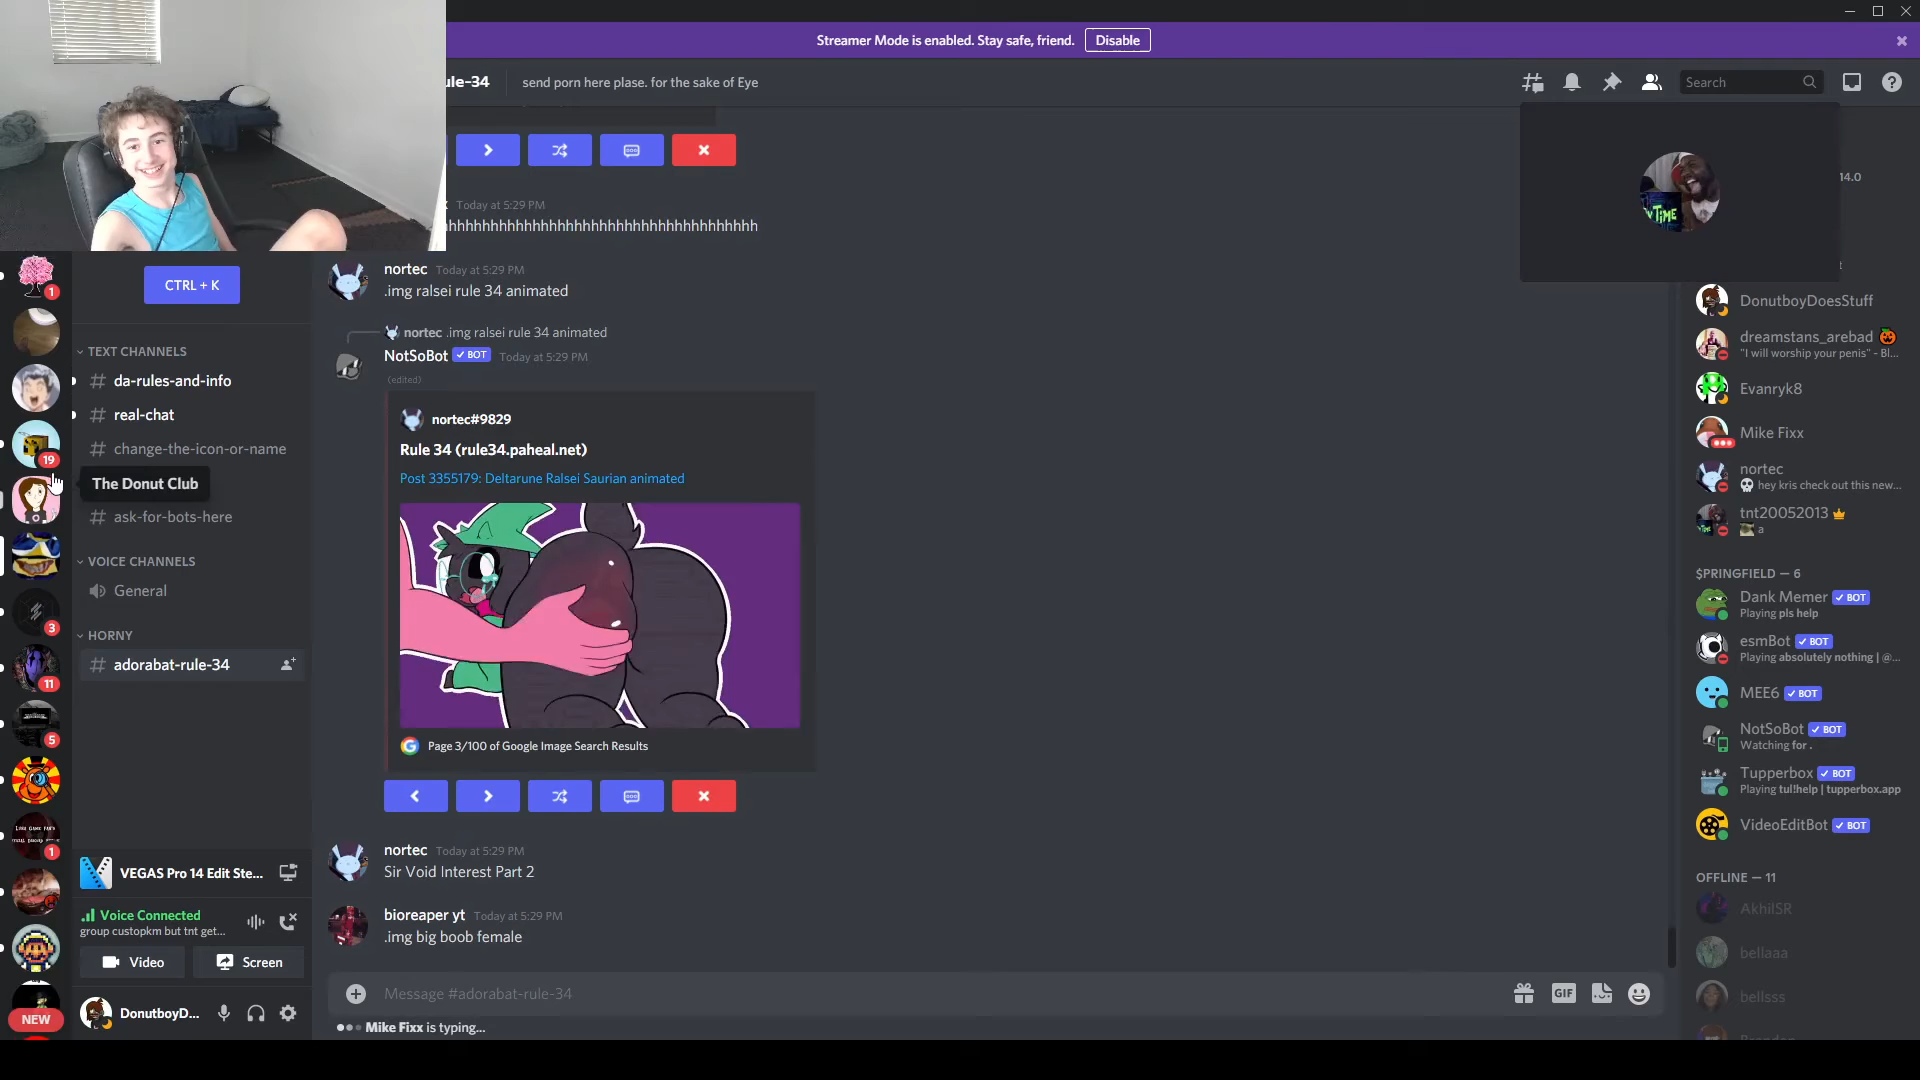 Streamer Mode is enabled. Stay safe, friend.
Disable
ule-34
send porn here plase. for the sake of Eye
Search
Today at 5:29 PM
14.0
CTRL + K
TEXT CHANNELS
da-rules-and-info
real-chat
change-the-icon-or-name
The Donut Club
ask-for-bots-here
VOICE CHANNELS
General
HORNY
adorabat-rule-34
1
19
3
11
5
1
NEW
VEGAS Pro 14 Edit Ste...
Voice Connected
group custopkm but tnt get...
Video
Screen
DonutboyD...
nortec Today at 5:29 PM
.img ralsei rule 34 animated
nortec .img ralsei rule 34 animated
NotSoBot BOT Today at 5:29 PM
(edited)
nortec#9829
Rule 34 (rule34.paheal.net)
Post 3355179: Deltarune Ralsei Saurian animated
Page 3/100 of Google Image Search Results
nortec Today at 5:29 PM
Sir Void Interest Part 2
bioreaper yt Today at 5:29 PM
.img big boob female
Message #adorabat-rule-34
GIF
Mike Fixx is typing...
DonutboyDoesStuff
dreamstans_arebad
"I will worship your penis" - Bl...
Evanryk8
Mike Fixx
nortec
hey kris check out this new...
tnt20052013
a
$PRINGFIELD — 6
Dank Memer BOT
Playing pls help
esmBot BOT
Playing absolutely nothing | @...
MEE6 BOT
NotSoBot BOT
Watching for .
Tupperbox BOT
Playing tul!help | tupperbox.app
VideoEditBot BOT
OFFLINE — 11
AkhilSR
bellaaa
bellsss